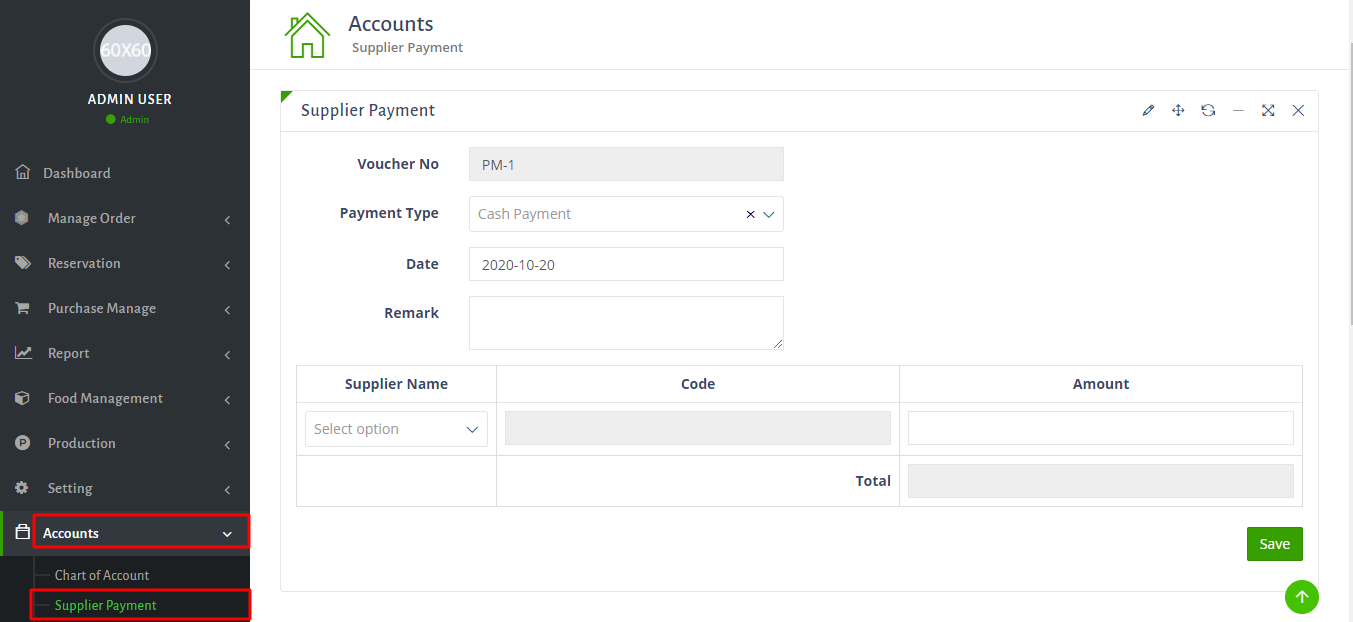 60X60
ADMIN USER
Admin
Dashboard
Manage Order
Reservation
Purchase Manage
Report
Food Management
P Production
Setting
Accounts
Chart of Account
Supplier Payment
Accounts
Supplier Payment
Supplier Payment
Voucher No PM-1
Payment Type Cash Payment ×
Date 2020-10-20
Remark
Supplier Name Code Amount
Select option
Total
Save